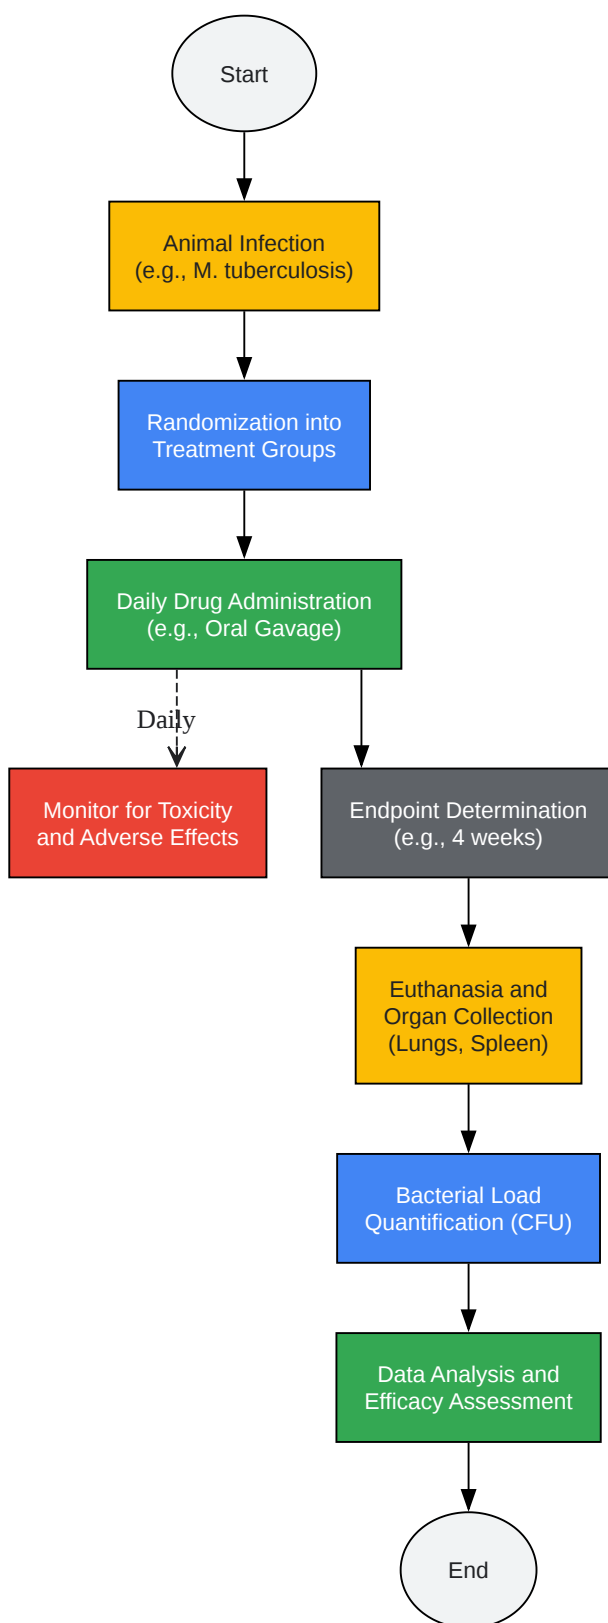 Start
Animal Infection
(e.g., M. tuberculosis)
Randomization into
Treatment Groups
Daily Drug Administration
(e.g., Oral Gavage)
Daily
Monitor for Toxicity
and Adverse Effects
Endpoint Determination
(e.g., 4 weeks)
Euthanasia and
Organ Collection
(Lungs, Spleen)
Bacterial Load
Quantification (CFU)
Data Analysis and
Efficacy Assessment
End